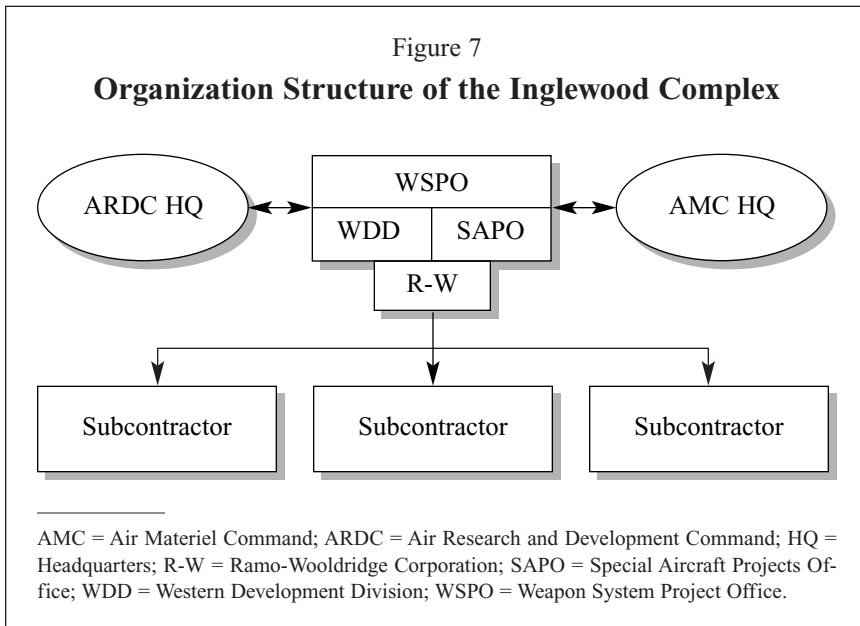 Figure 7
Organization Structure of the Inglewood Complex
ARDC HQ
WSPO
AMC HQ
WDD
SAPO
R-W
Subcontractor
Subcontractor
Subcontractor
AMC = Air Materiel Command; ARDC = Air Research and Development Command; HQ =
Headquarters; R-W = Ramo-Wooldridge Corporation; SAPO = Special Aircraft Projects Of-
fice; WDD = Western Development Division; WSPO = Weapon System Project Office.